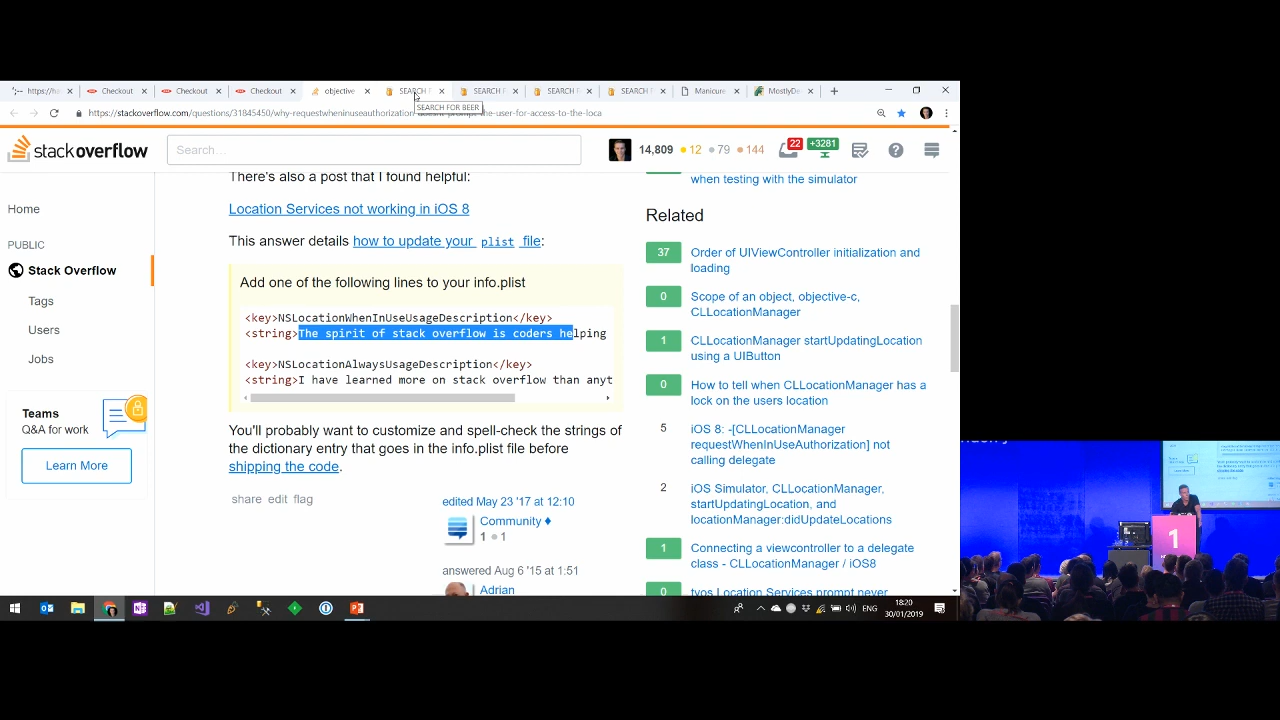 https://ha
Checkout
Checkout
Checkout
objective
SEARCH F
SEARCH F
SEARCH F
SEARCH F
Manicure
MostlyDe
SEARCH FOR BEER
https://stackoverflow.com/questions/31845450/why-requestwheninuseauthorization
the-user-for-access-to-the-loca
stackoverflow
Search...
14,809 12 79 144
22
+3281
Home
PUBLIC
Stack Overflow
Tags
Users
Jobs
Teams
Q&A for work
Learn More
There's also a post that I found helpful:
Location Services not working in iOS 8
This answer details how to update your plist file:
Add one of the following lines to your info.plist
<key>NSLocationWhenInUseUsageDescription</key>
<string>The spirit of stack overflow is coders helping
<key>NSLocationAlwaysUsageDescription</key>
<string>I have learned more on stack overflow than anyt
You'll probably want to customize and spell-check the strings of
the dictionary entry that goes in the info.plist file before
shipping the code.
share edit flag
edited May 23 '17 at 12:10
Community ♦
1 1
answered Aug 6 '15 at 1:51
Adrian
when testing with the simulator
Related
37 Order of UIViewController initialization and
loading
0 Scope of an object, objective-c,
CLLocationManager
1 CLLocationManager startUpdatingLocation
using a UIButton
0 How to tell when CLLocationManager has a
lock on the users location
5 iOS 8: -[CLLocationManager
requestWhenInUseAuthorization] not
calling delegate
2 iOS Simulator, CLLocationManager,
startUpdatingLocation, and
locationManager:didUpdateLocations
1 Connecting a viewcontroller to a delegate
class - CLLocationManager / iOS8
0 tvos Location Services prompt never
ENG
18:20
30/01/2019
1